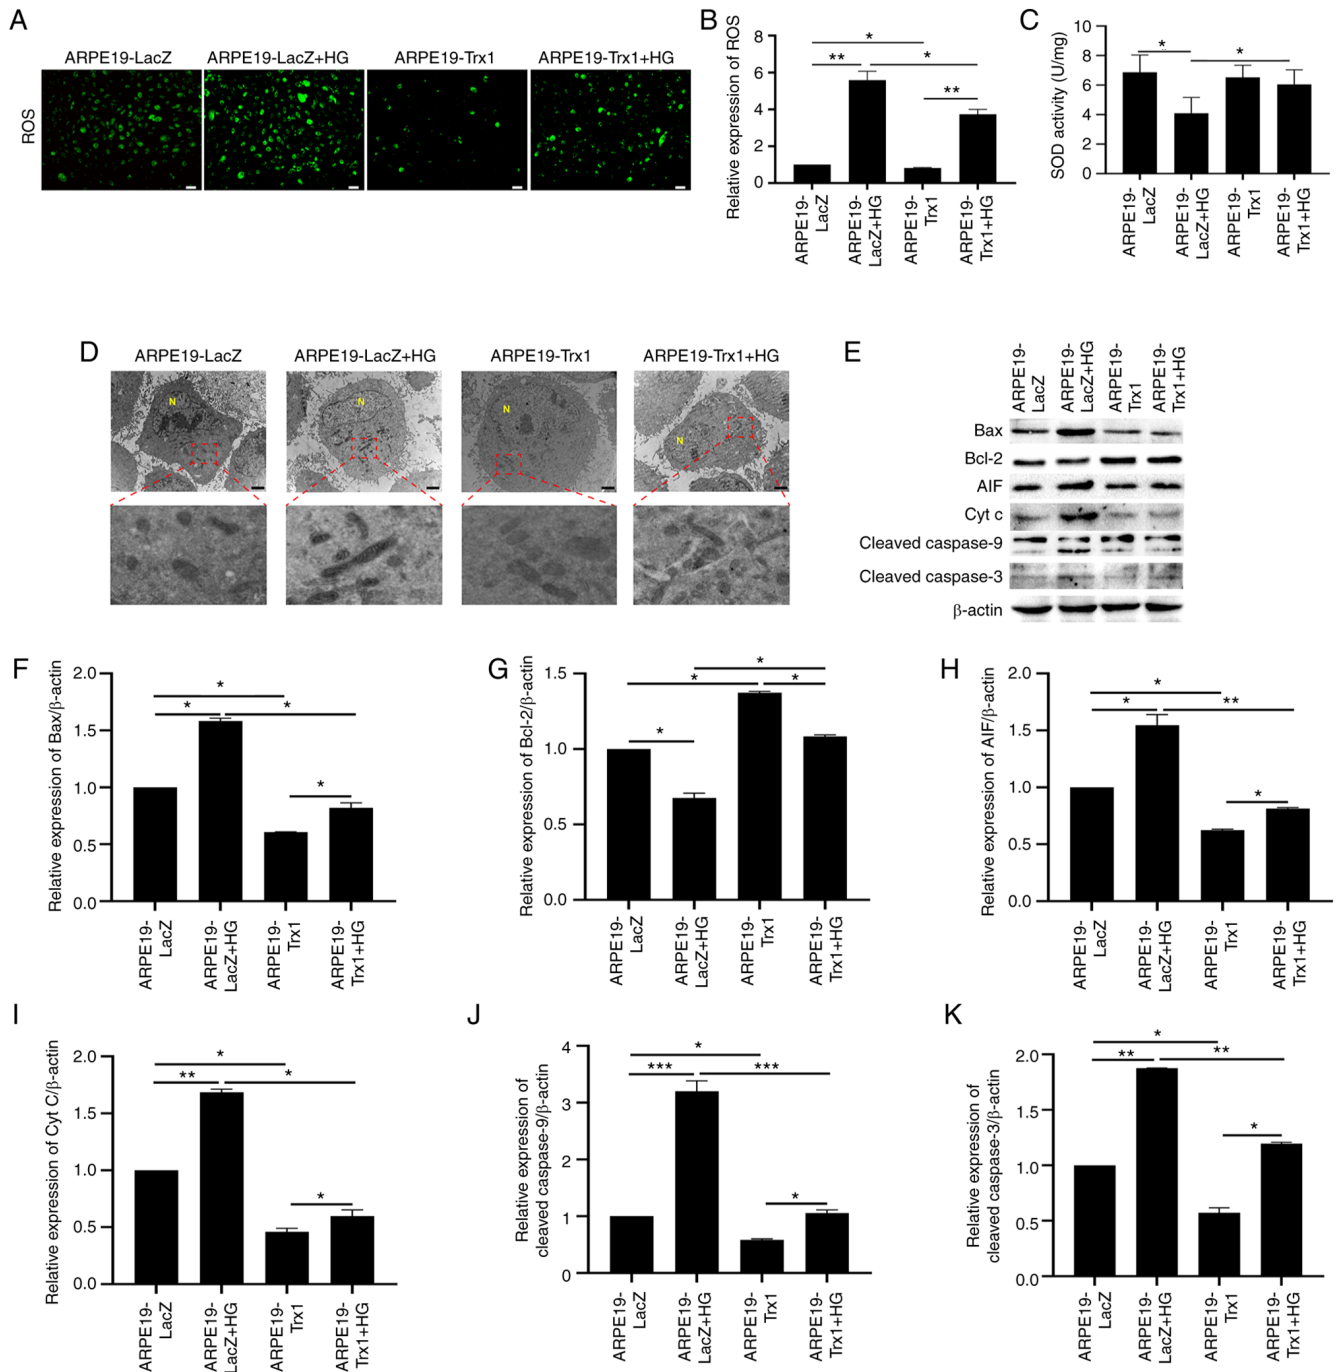 A
ARPE19-LacZ ARPE19-LacZ+HG ARPE19-Trx1 ARPE19-Trx1+HG
ROS
B
Relative expression of ROS
8
6
4
2
0
* ** * **
ARPE19-
LacZ
ARPE19-
LacZ+HG
ARPE19-
Trx1
ARPE19-
Trx1+HG
C
SOD activity (U/mg)
10
8
6
4
2
0
* *
ARPE19-
LacZ
ARPE19-
LacZ+HG
ARPE19-
Trx1
ARPE19-
Trx1+HG
D
ARPE19-LacZ ARPE19-LacZ+HG ARPE19-Trx1 ARPE19-Trx1+HG
N N N N
E
ARPE19-
LacZ
ARPE19-
LacZ+HG
ARPE19-
Trx1
ARPE19-
Trx1+HG
Bax
Bcl-2
AIF
Cyt c
Cleaved caspase-9
Cleaved caspase-3
β-actin
F
Relative expression of Bax/β-actin
2.0
1.5
1.0
0.5
0.0
* * * *
ARPE19-
LacZ
ARPE19-
LacZ+HG
ARPE19-
Trx1
ARPE19-
Trx1+HG
G
Relative expression of Bcl-2/β-actin
1.5
1.0
0.5
0.0
* * * *
ARPE19-
LacZ
ARPE19-
LacZ+HG
ARPE19-
Trx1
ARPE19-
Trx1+HG
H
Relative expression of AIF/β-actin
2.0
1.5
1.0
0.5
0.0
* * ** *
ARPE19-
LacZ
ARPE19-
LacZ+HG
ARPE19-
Trx1
ARPE19-
Trx1+HG
I
Relative expression of Cyt C/β-actin
2.0
1.5
1.0
0.5
0.0
* ** * *
ARPE19-
LacZ
ARPE19-
LacZ+HG
ARPE19-
Trx1
ARPE19-
Trx1+HG
J
Relative expression of
cleaved caspase-9/β-actin
4
3
2
1
0
* *** *** *
ARPE19-
LacZ
ARPE19-
LacZ+HG
ARPE19-
Trx1
ARPE19-
Trx1+HG
K
Relative expression of
cleaved caspase-3/β-actin
2.0
1.5
1.0
0.5
0.0
* ** ** *
ARPE19-
LacZ
ARPE19-
LacZ+HG
ARPE19-
Trx1
ARPE19-
Trx1+HG